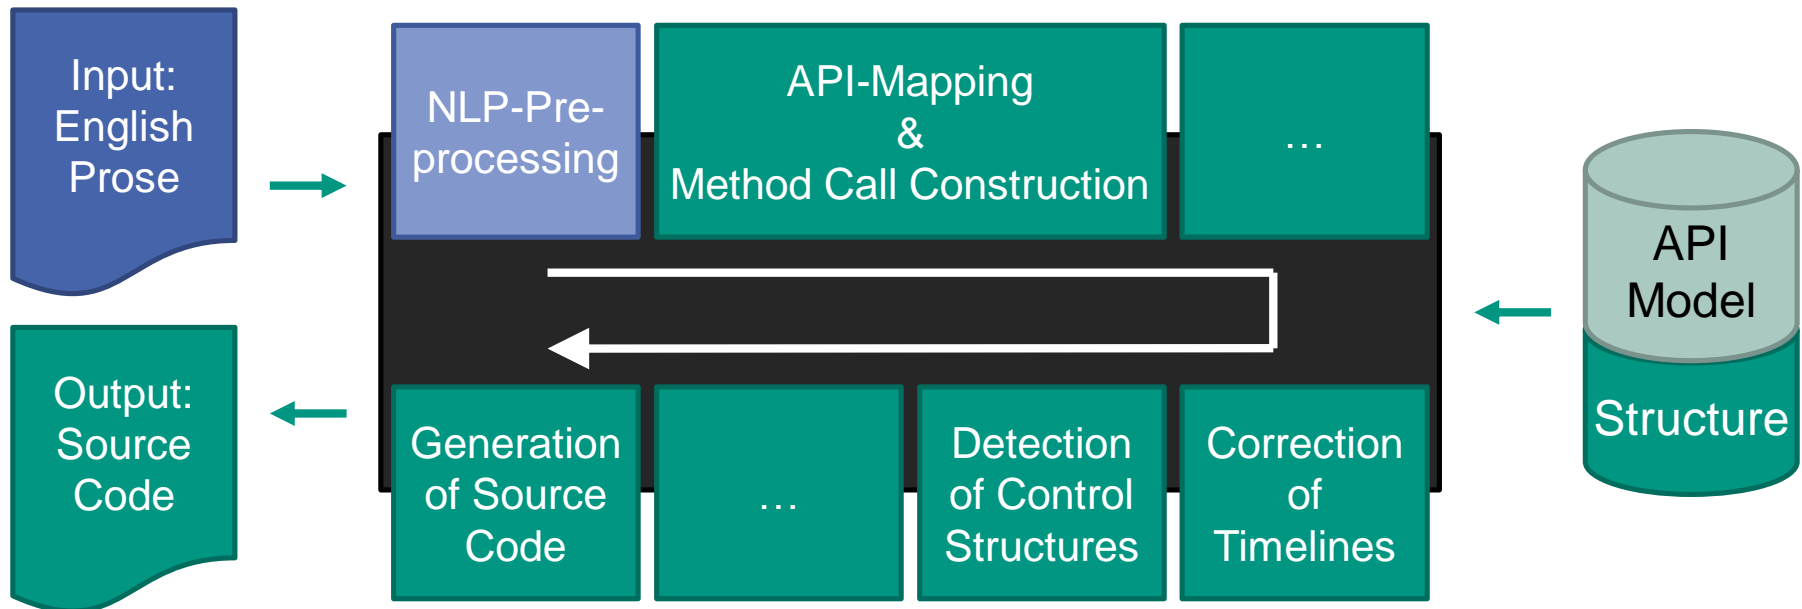 Input:
English
Prose
NLP-Pre-
processing
API-Mapping
&
Method Call Construction
…
API
Model
Structure
Output:
Source
Code
Generation
of Source
Code
…
Detection
of Control
Structures
Correction
of
Timelines